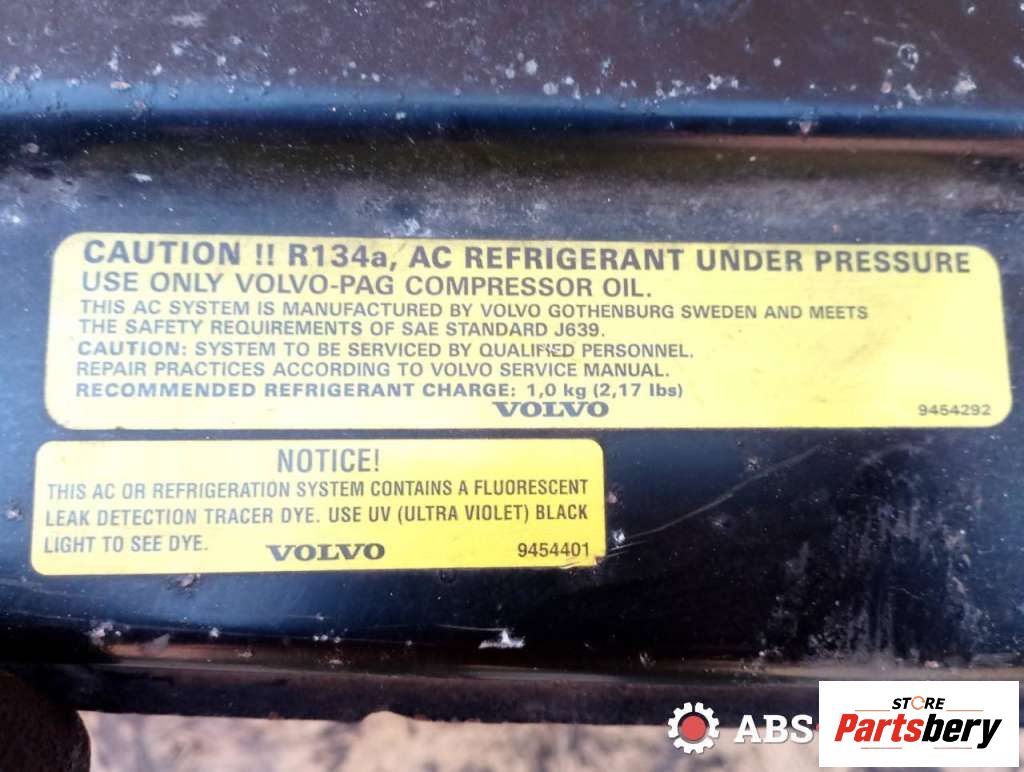 CAUTION !! R134a, AC REFRIGERANT UNDER PRESSURE
USE ONLY VOLVO-PAG COMPRESSOR OIL.
THIS AC SYSTEM IS MANUFACTURED BY VOLVO GOTHENBURG SWEDEN AND MEETS
THE SAFETY REQUIREMENTS OF SAE STANDARD J639.
CAUTION: SYSTEM TO BE SERVICED BY QUALIFIED PERSONNEL.
REPAIR PRACTICES ACCORDING TO VOLVO SERVICE MANUAL.
RECOMMENDED REFRIGERANT CHARGE: 1,0 kg (2,17 lbs)
VOLVO 9454292
NOTICE!
THIS AC OR REFRIGERATION SYSTEM CONTAINS A FLUORESCENT
LEAK DETECTION TRACER DYE. USE UV (ULTRA VIOLET) BLACK
LIGHT TO SEE DYE. VOLVO 9454401
ABS-
STORE
Partsbery